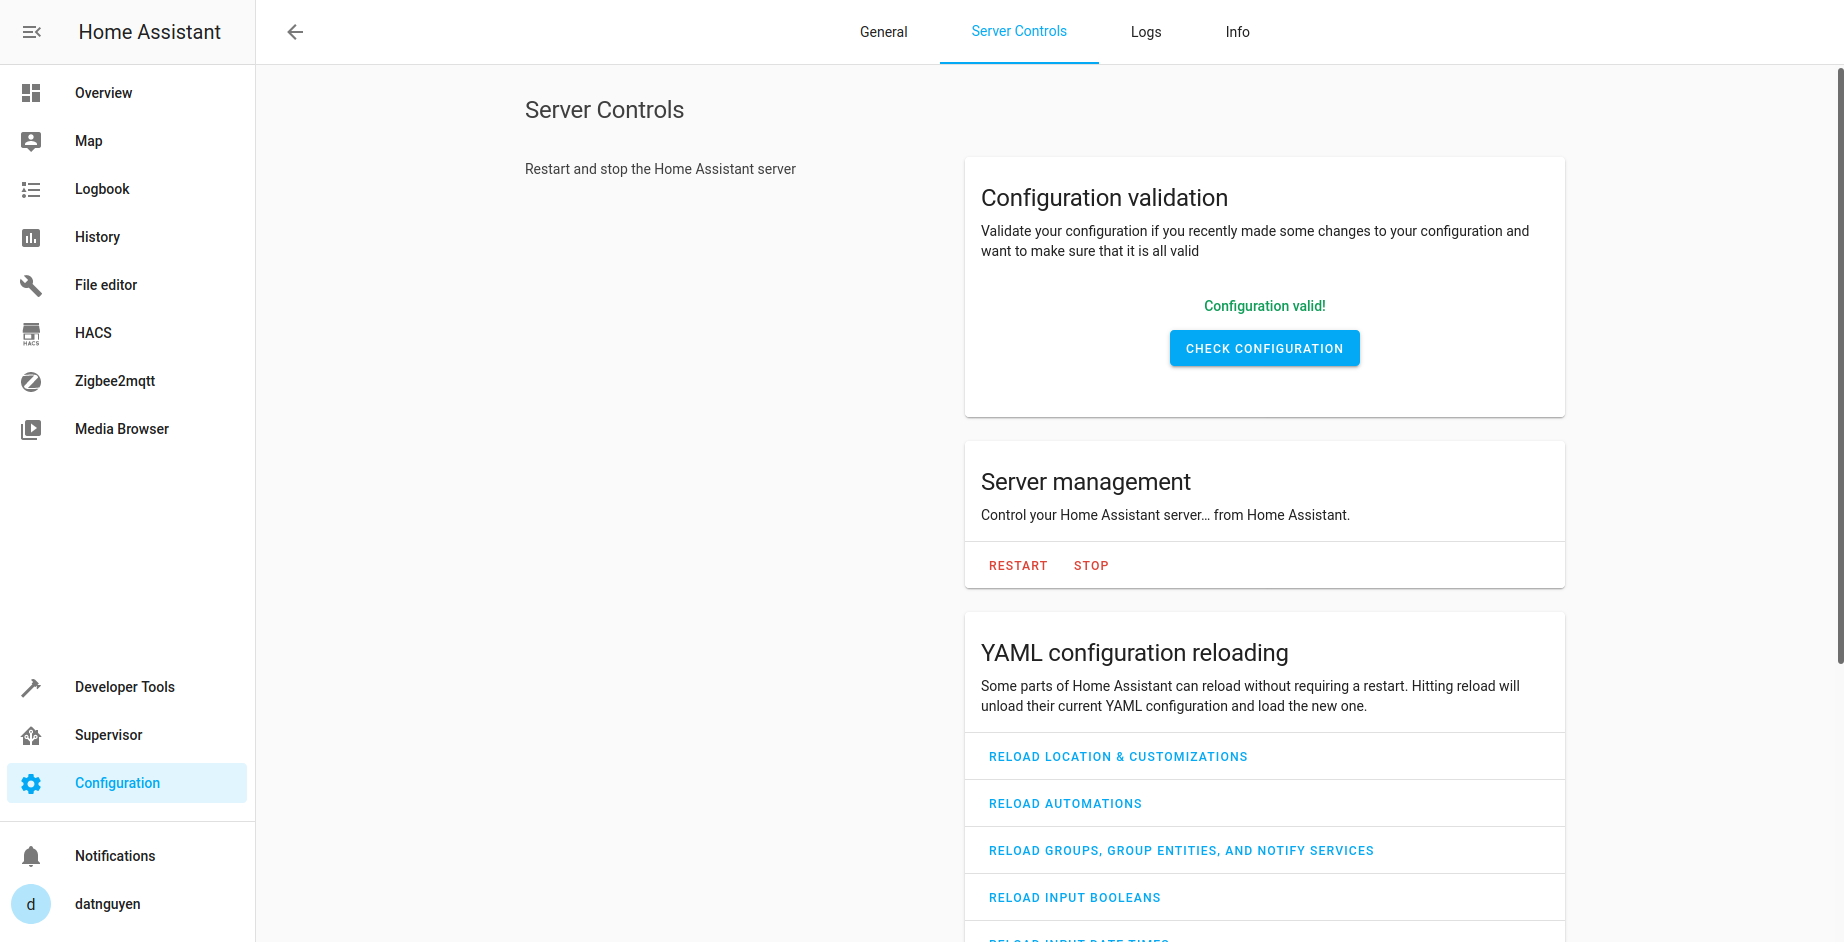 Home Assistant
Overview
Map
Logbook
History
File editor
HACS
HACS
Zigbee2mqtt
Media Browser
Developer Tools
Supervisor
Configuration
Notifications
d
datnguyen
General
Server Controls
Logs
Info
Server Controls
Restart and stop the Home Assistant server
Configuration validation
Validate your configuration if you recently made some changes to your configuration and
want to make sure that it is all valid
Configuration valid!
CHECK CONFIGURATION
Server management
Control your Home Assistant server... from Home Assistant.
RESTART STOP
YAML configuration reloading
Some parts of Home Assistant can reload without requiring a restart. Hitting reload will
unload their current YAML configuration and load the new one.
RELOAD LOCATION & CUSTOMIZATIONS
RELOAD AUTOMATIONS
RELOAD GROUPS, GROUP ENTITIES, AND NOTIFY SERVICES
RELOAD INPUT BOOLEANS
RELOAD INPUT DATE TIMES